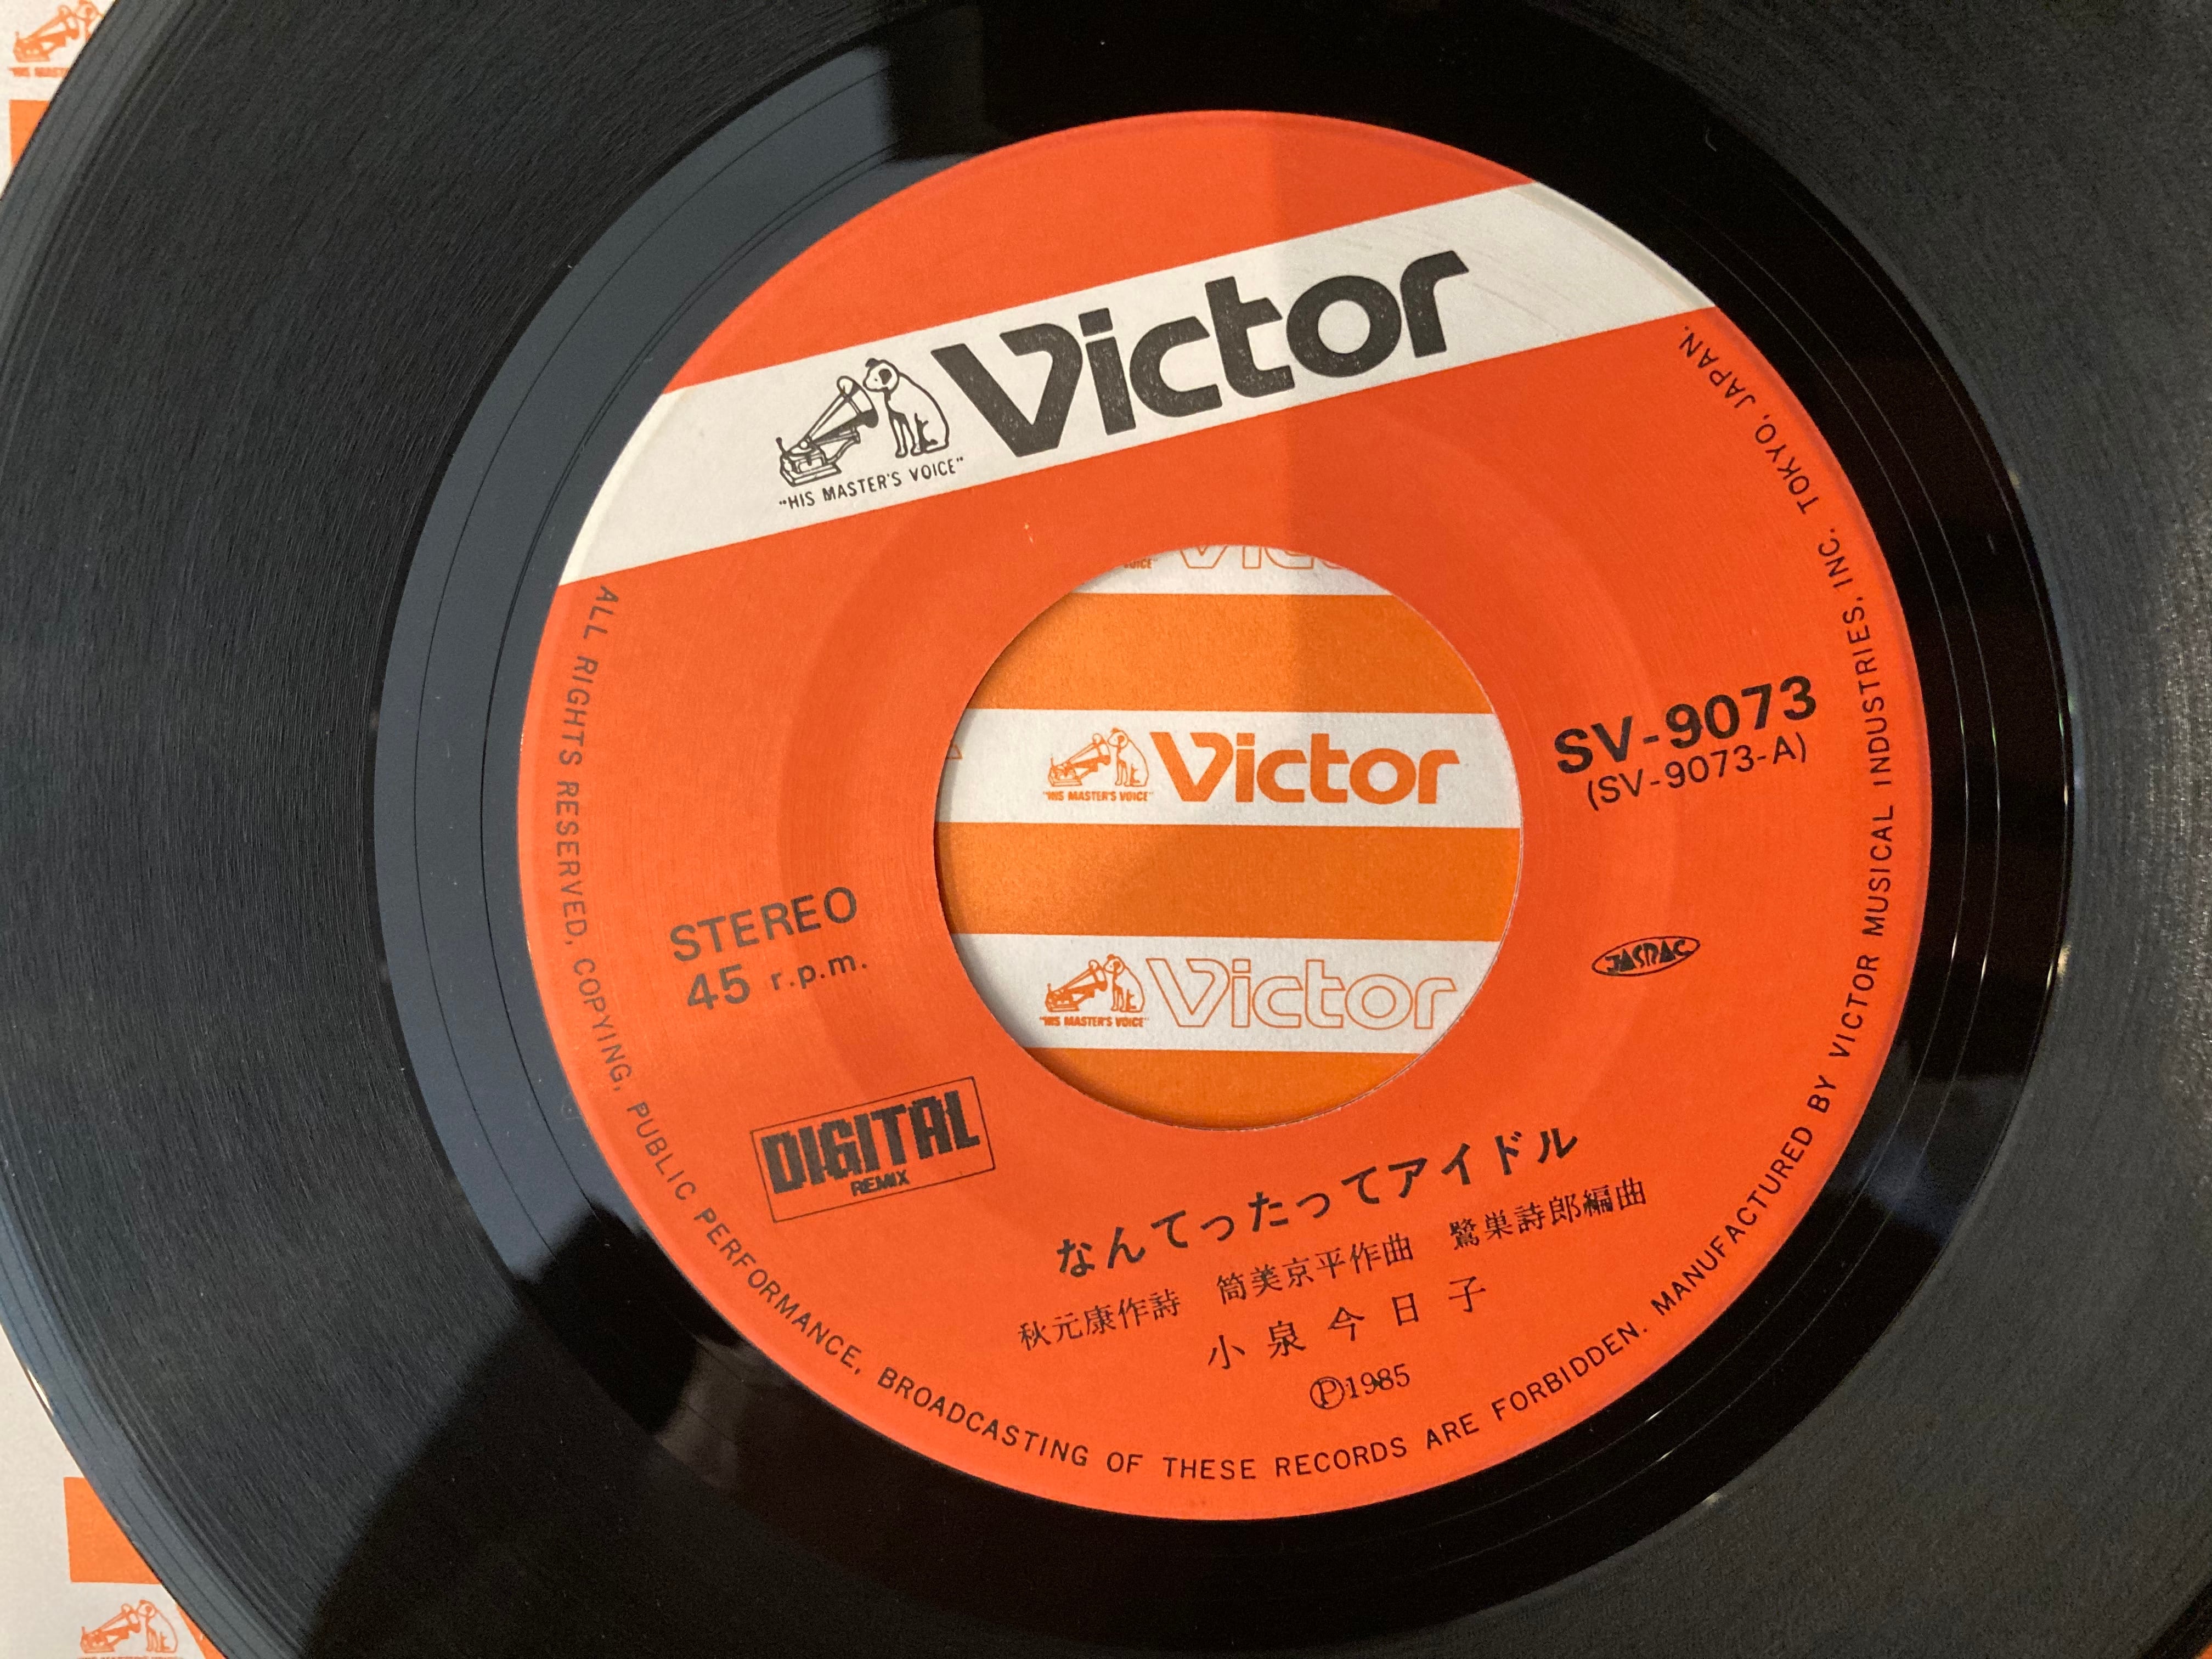 Victor
"HIS MASTER'S VOICE"
"HIS MASTER'S VOICE" Victor
"HIS MASTER'S VOICE" Victor
SV-9073
(SV-9073-A)
STEREO
45 r.p.m.
JASRAC
DIGITAL
REMIX
なんてったってアイドル
秋元康作詩 筒美京平作曲 鷺巣詩郎編曲
小泉今日子
Ⓟ1985
ALL RIGHTS RESERVED. COPYING, PUBLIC PERFORMANCE, BROADCASTING OF THESE RECORDS ARE FORBIDDEN. MANUFACTURED BY VICTOR MUSICAL INDUSTRIES, INC. TOKYO, JAPAN.